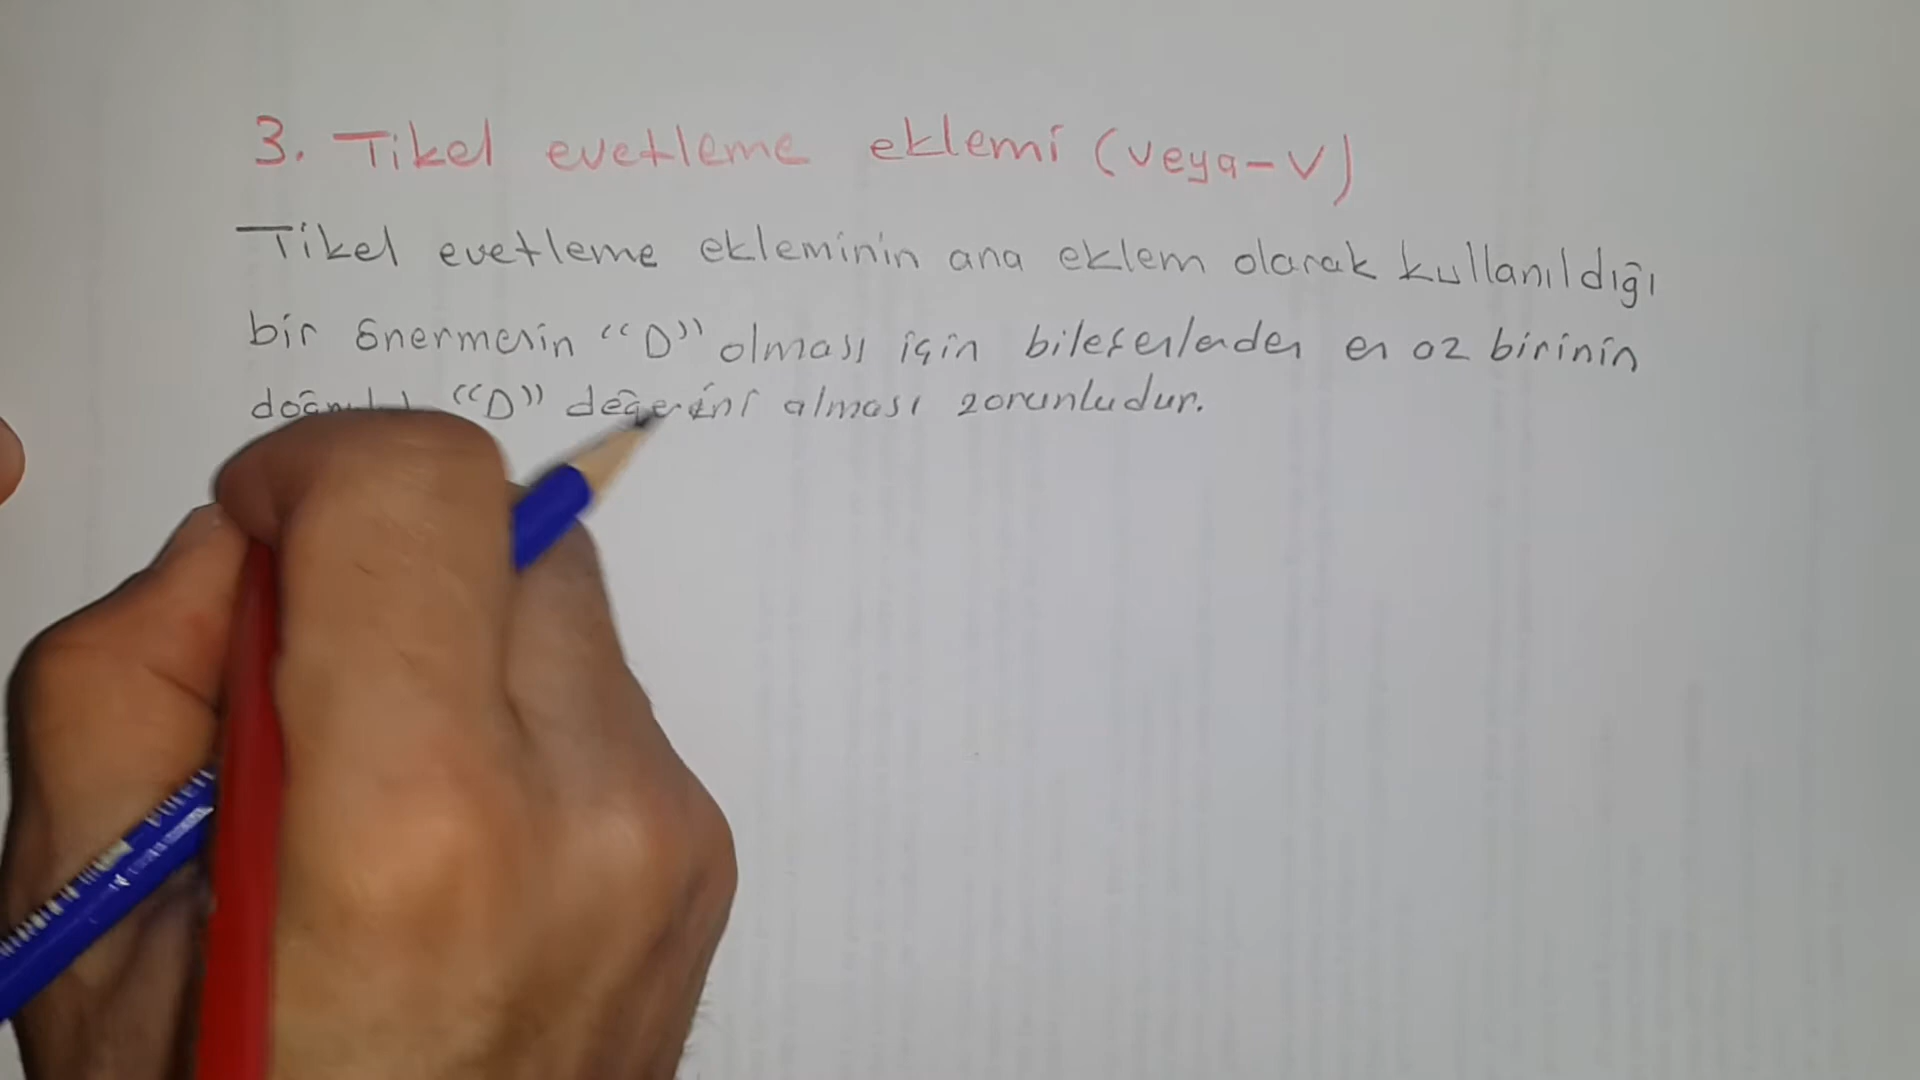 3. Tikel evetleme eklemi (veya-V)
Tikel evetleme ekleminin ana eklem olarak kullanıldığı
bir önermenin “D” olması için bileşenlerden en az birinin
“D” değerini alması zorunludur.